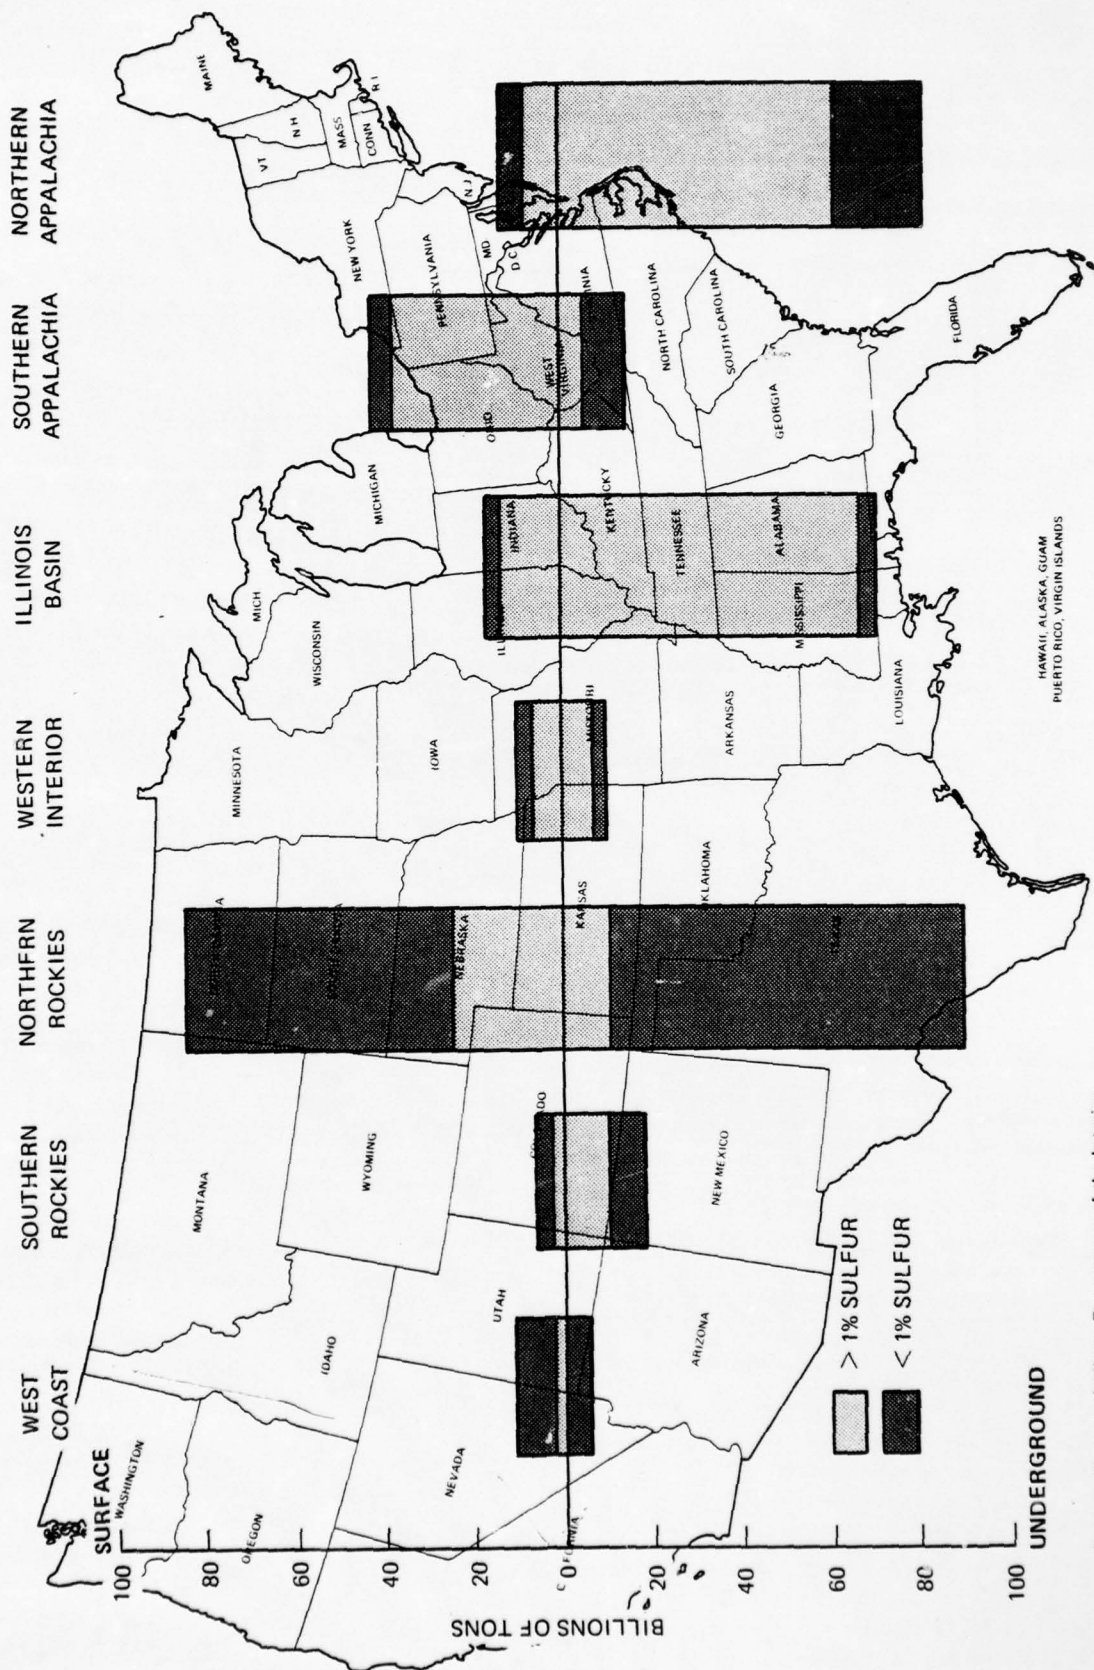 WEST
COAST
SOUTHERN
ROCKIES
NORTHFRN
ROCKIES
WESTERN
INTERIOR
ILLINOIS
BASIN
SOUTHERN
APPALACHIA
NORTHERN
APPALACHIA
SURFACE
100
80
60
40
20
0
20
40
60
80
100
BILLIONS OF TONS
UNDERGROUND
> 1% SULFUR
< 1% SULFUR
WASHINGTON
OREGON
NEVADA
IDAHO
UTAH
ARIZONA
MONTANA
WYOMING
NEW MEXICO
NEBRASKA
KANSAS
OKLAHOMA
TEXAS
MINNESOTA
IOWA
MISSOURI
ARKANSAS
LOUISIANA
WISCONSIN
MICH
MICHIGAN
ILL
INDIANA
KENTUCKY
TENNESSEE
MISSISSIPPI
ALABAMA
OHIO
WEST
VIRGINIA
PENNSYLVANIA
NEW YORK
VT
N H
MAINE
MASS
CONN
R I
N J
MD
D C
NORTH CAROLINA
SOUTH CAROLINA
GEORGIA
FLORIDA
HAWAII, ALASKA, GUAM
PUERTO RICO, VIRGIN ISLANDS